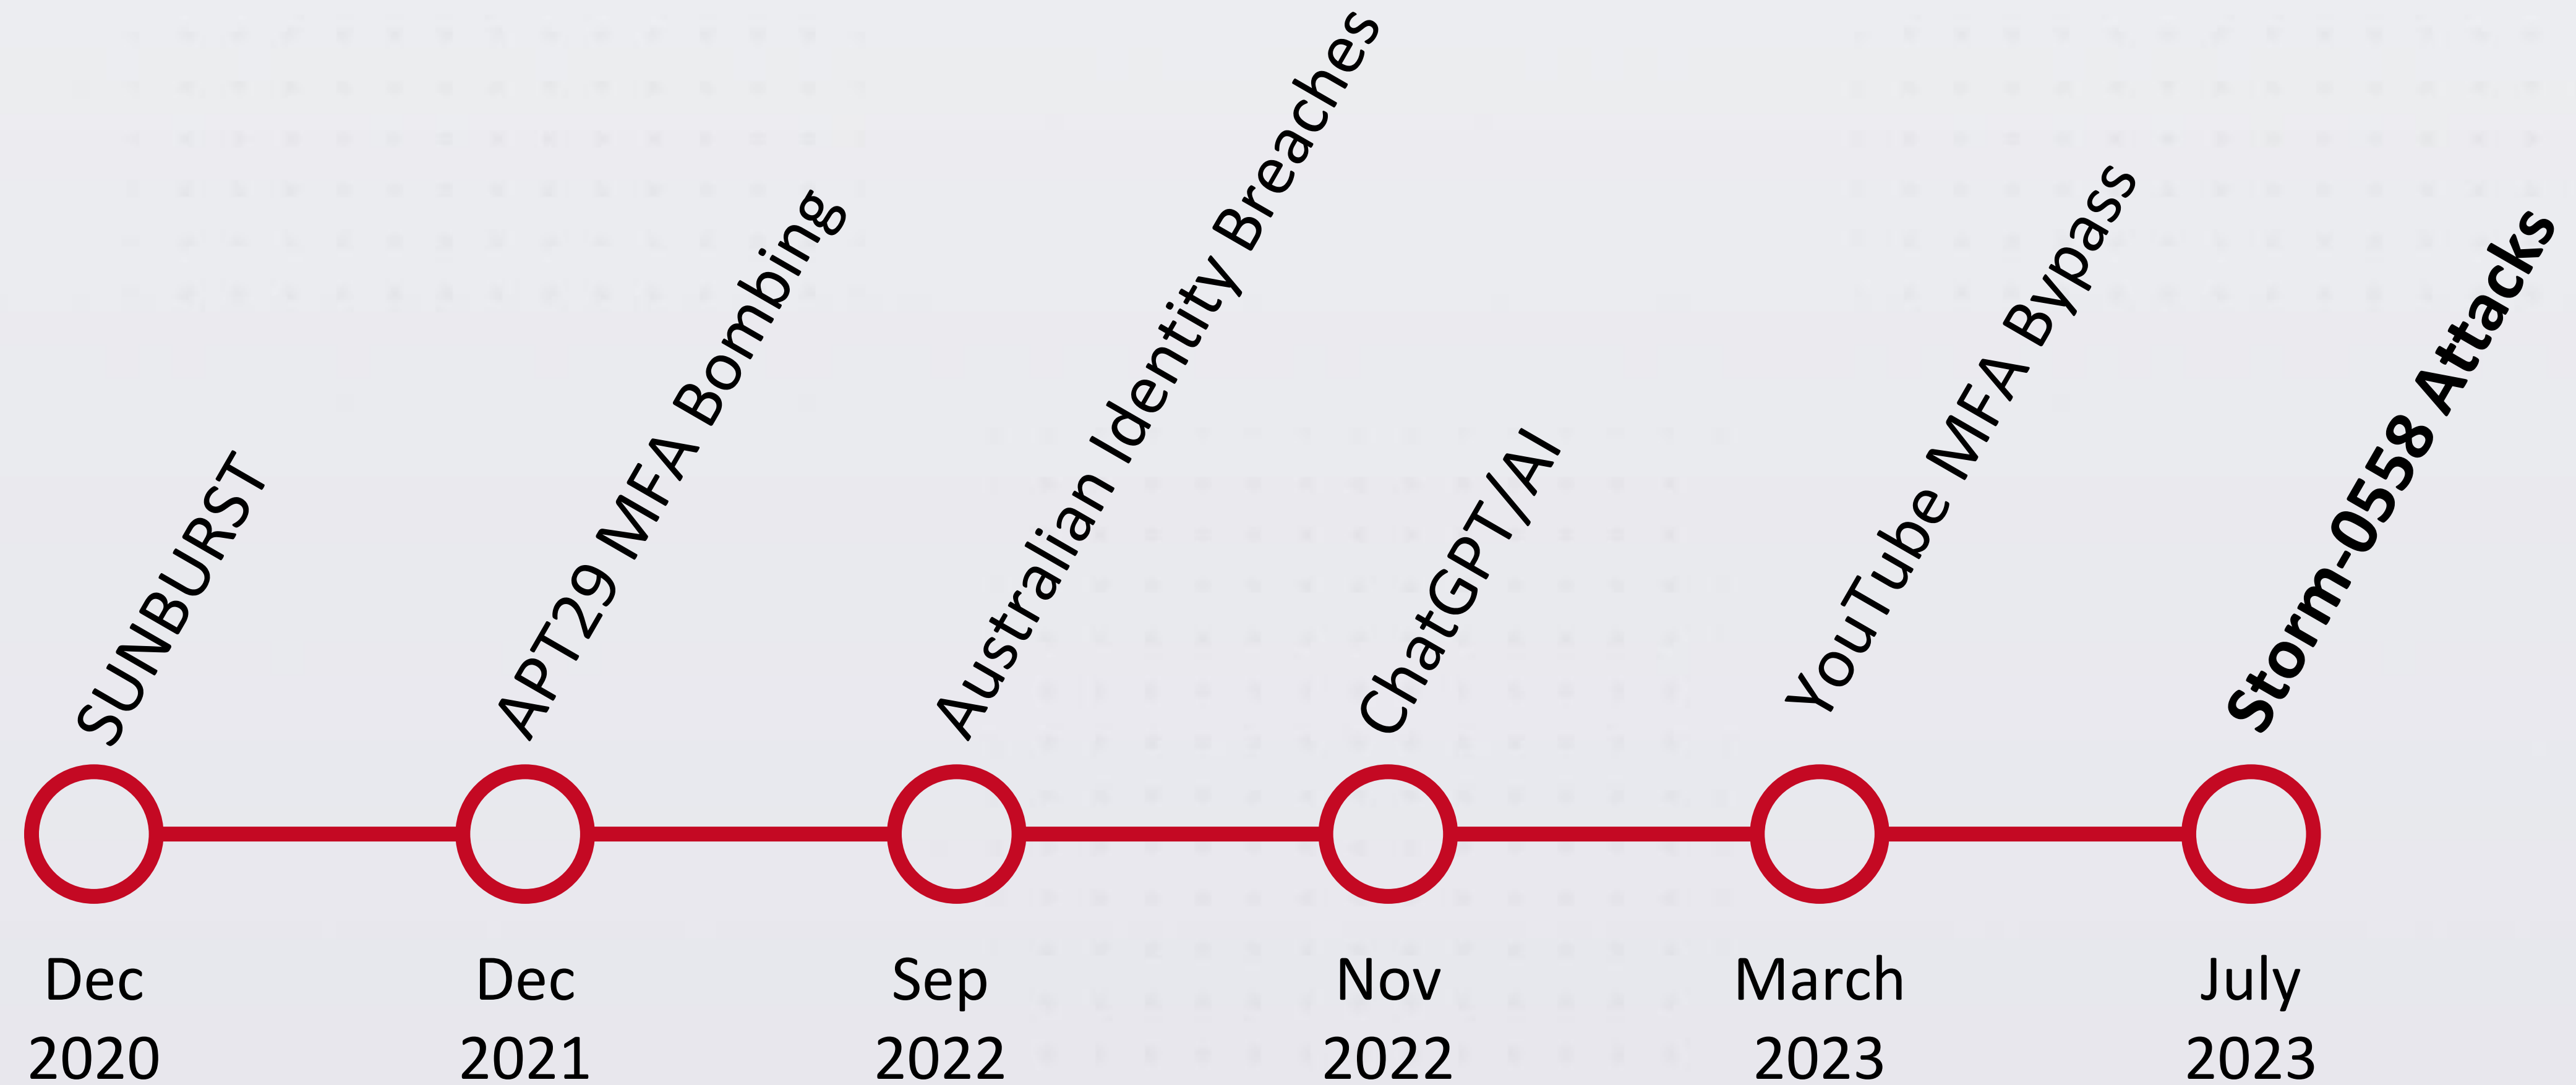 SUNBURST
APT29 MFA Bombing
Australian Identity Breaches
ChatGPT/AI
YouTube MFA Bypass
Storm-0558 Attacks
Dec
2020
Dec
2021
Sep
2022
Nov
2022
March
2023
July
2023